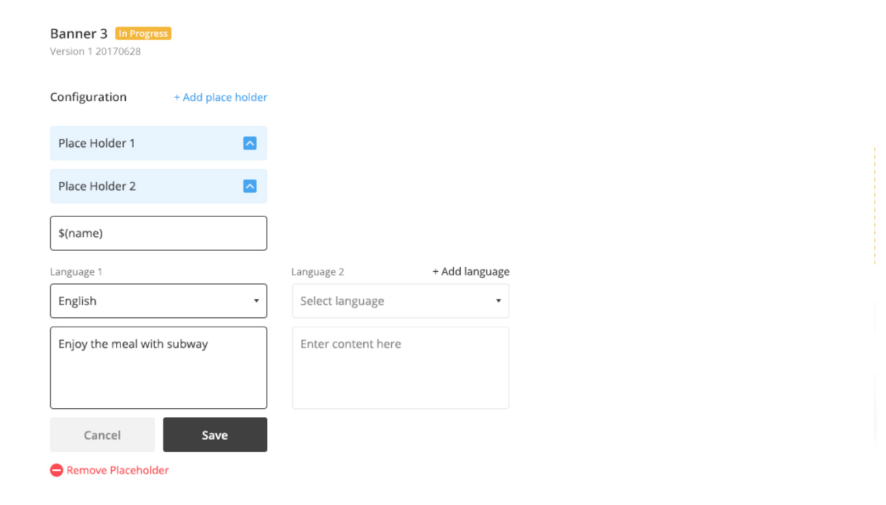 Banner 3 In Progress
Version 1 20170628
Configuration + Add place holder
Place Holder 1
Place Holder 2
$(name)
Language 1 Language 2 + Add language
English Select language
Enjoy the meal with subway Enter content here
Cancel Save
Remove Placeholder